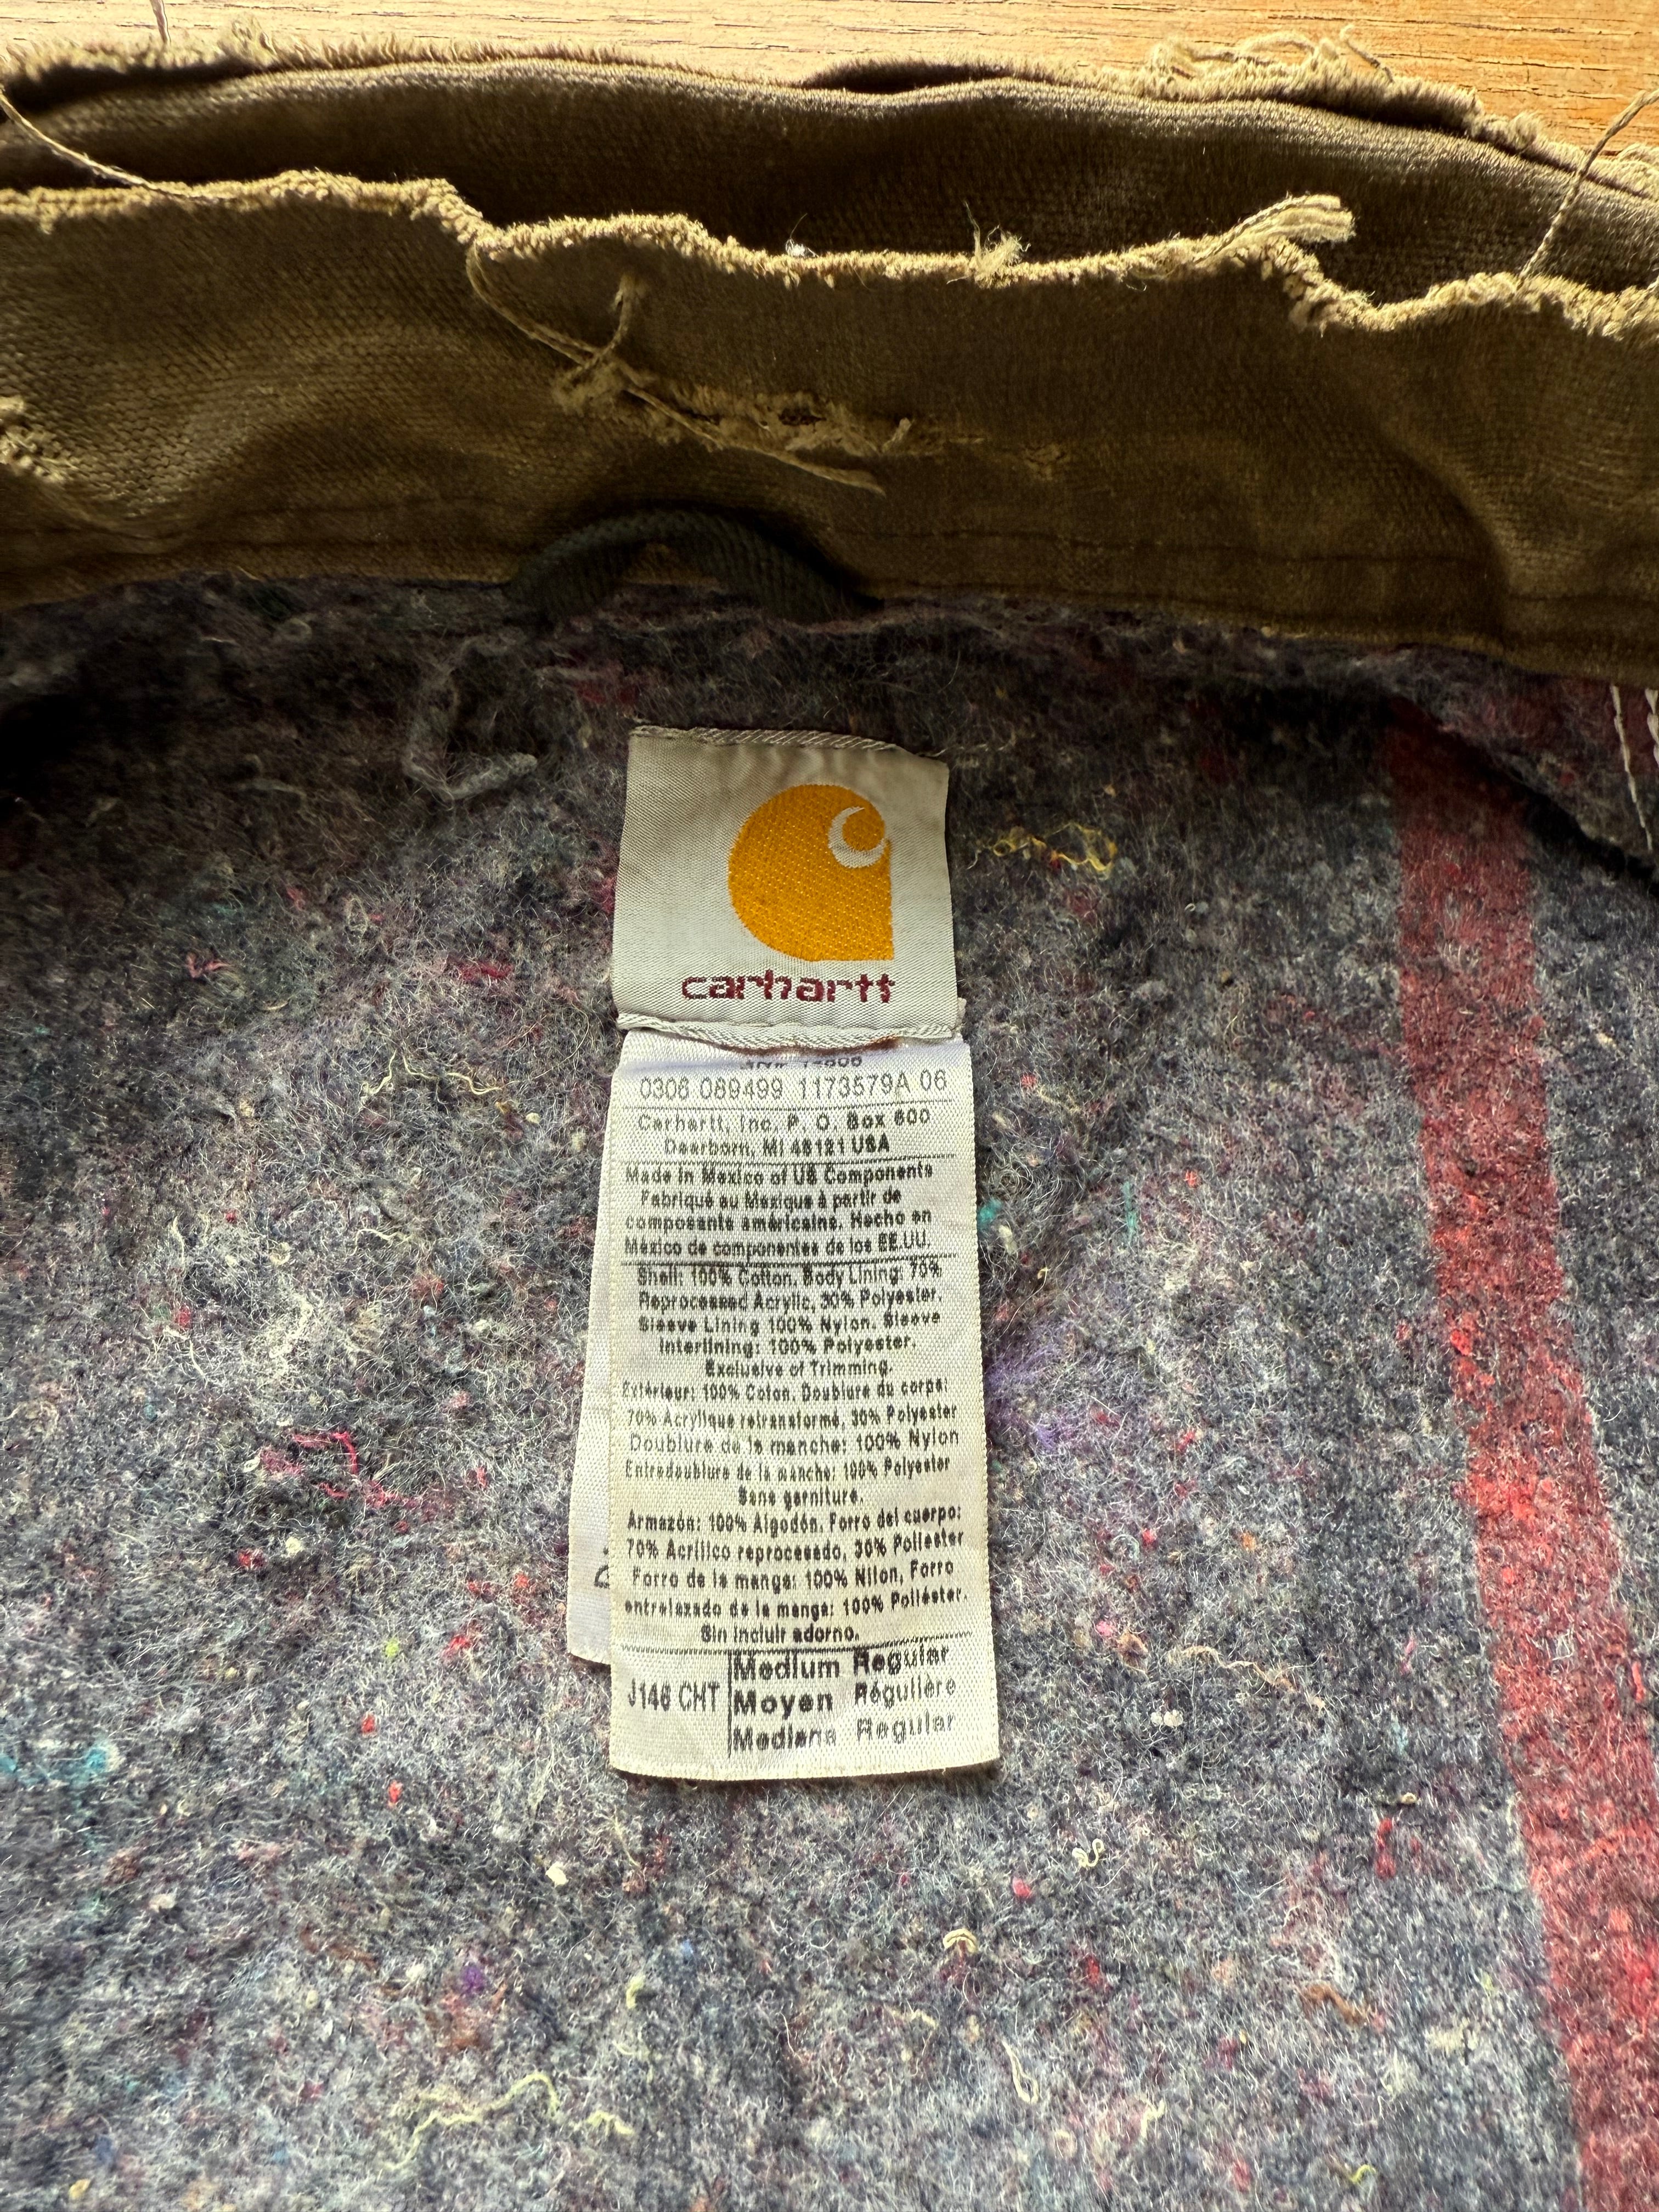 carhartt
0306 089499 1173579A 06
Carhartt, Inc. P. O. Box 600
Dearborn, MI 48121 USA
Made in Mexico of US Components
Fabriqué au Mexique à partir de
composants américains. Hecho en
México de componentes de los EE.UU.
Shell: 100% Cotton. Body Lining: 70%
Reprocessed Acrylic, 30% Polyester.
Sleeve Lining 100% Nylon. Sleeve
Interlining: 100% Polyester.
Exclusive of Trimming.
Extérieur: 100% Coton. Doublure du corps:
70% Acrylique retransformé, 30% Polyester
Doublure de la manche: 100% Nylon
Entredoublure de la manche: 100% Polyester
Sans garniture.
Armazón: 100% Algodón. Forro del cuerpo:
70% Acrílico reprocesado, 30% Poliester
Forro de la manga: 100% Nilon, Forro
entrelazado de la manga: 100% Poliéster.
Sin incluir adorno.
J146 CHT
Medium Regular
Moyen Régulière
Mediana Regular